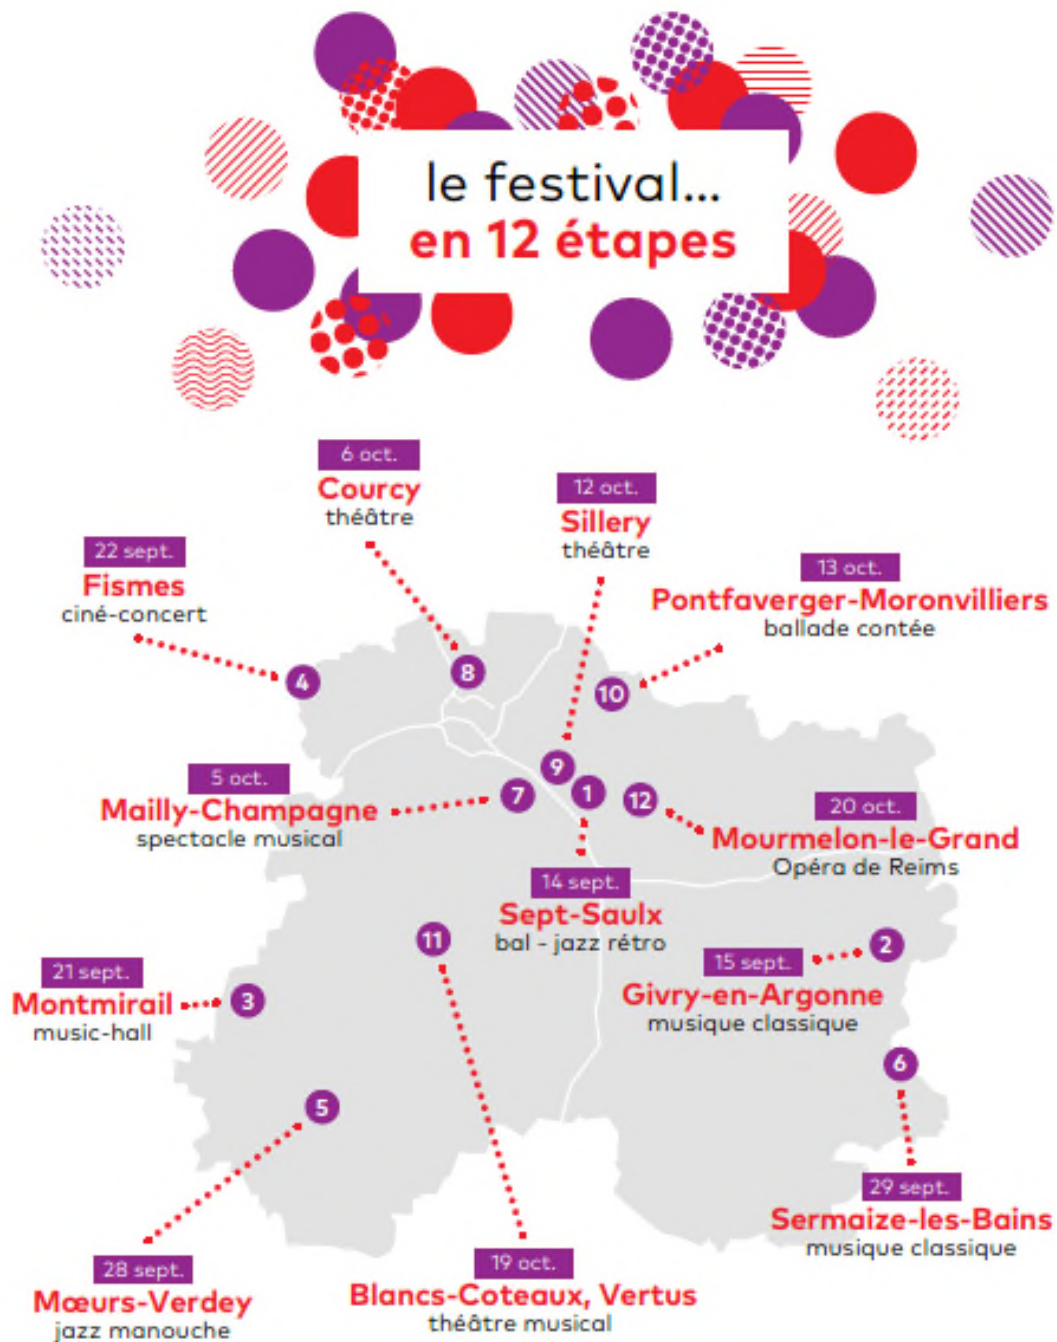 le festival...
en 12 étapes
6 oct.
Courcy
théâtre
12 oct.
Sillery
théâtre
22 sept.
Fismes
ciné-concert
13 oct.
Pontfaverger-Moronvilliers
ballade contée
4
8
10
9
5 oct.
Mailly-Champagne
spectacle musical
7
1
12
20 oct.
Mourmelon-le-Grand
Opéra de Reims
14 sept.
Sept-Saulx
bal - jazz rétro
11
2
15 sept.
Givry-en-Argonne
musique classique
21 sept.
Montmirail
music-hall
3
6
5
29 sept.
Sermaize-les-Bains
musique classique
28 sept.
Mœurs-Verdey
jazz manouche
19 oct.
Blancs-Coteaux, Vertus
théâtre musical